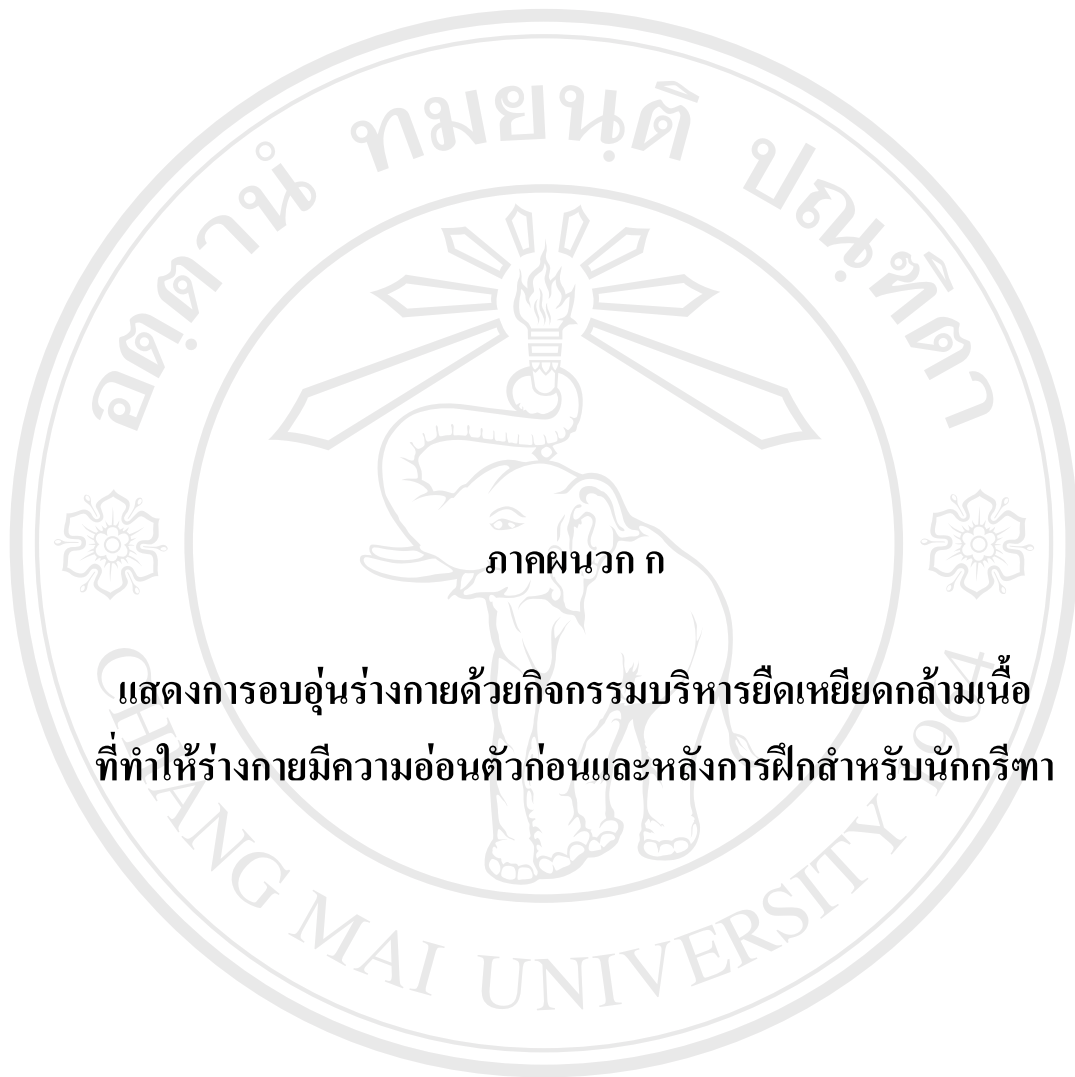 อตฺตานํ ทมยนฺติ ปณฺฑิตา
ภาคผนวก ก
แสดงการอบอุ่นร่างกายด้วยกิจกรรมบริหารยืดเหยียดกล้ามเนื้อ
ที่ทำให้ร่างกายมีความอ่อนตัวก่อนและหลังการฝึกสำหรับนักกรีฑา
CHIANG MAI UNIVERSITY 1964